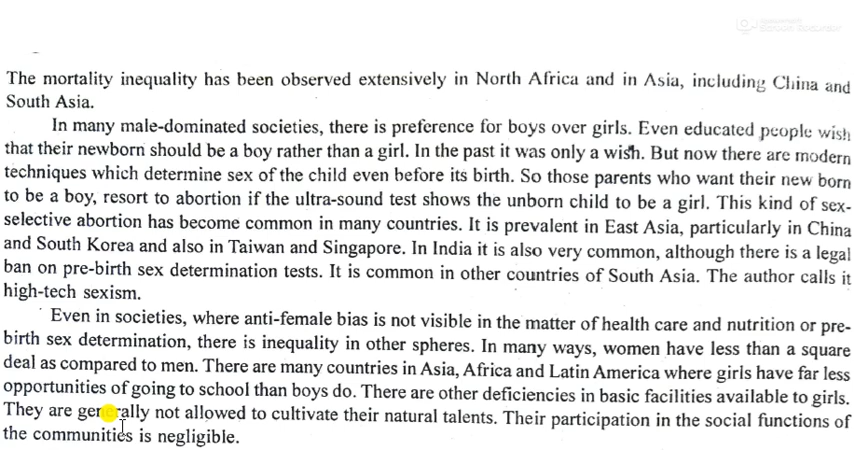 The mortality inequality has been observed extensively in North Africa and in Asia, including China and
South Asia.
In many male-dominated societies, there is preference for boys over girls. Even educated people wish
that their newborn should be a boy rather than a girl. In the past it was only a wish. But now there are modern
techniques which determine sex of the child even before its birth. So those parents who want their new born
to be a boy, resort to abortion if the ultra-sound test shows the unborn child to be a girl. This kind of sex-
selective abortion has become common in many countries. It is prevalent in East Asia, particularly in China
and South Korea and also in Taiwan and Singapore. In India it is also very common, although there is a legal
ban on pre-birth sex determination tests. It is common in other countries of South Asia. The author calls it
high-tech sexism.
Even in societies, where anti-female bias is not visible in the matter of health care and nutrition or pre-
birth sex determination, there is inequality in other spheres. In many ways, women have less than a square
deal as compared to men. There are many countries in Asia, Africa and Latin America where girls have far less
opportunities of going to school than boys do. There are other deficiencies in basic facilities available to girls.
They are generally not allowed to cultivate their natural talents. Their participation in the social functions of
the communities is negligible.